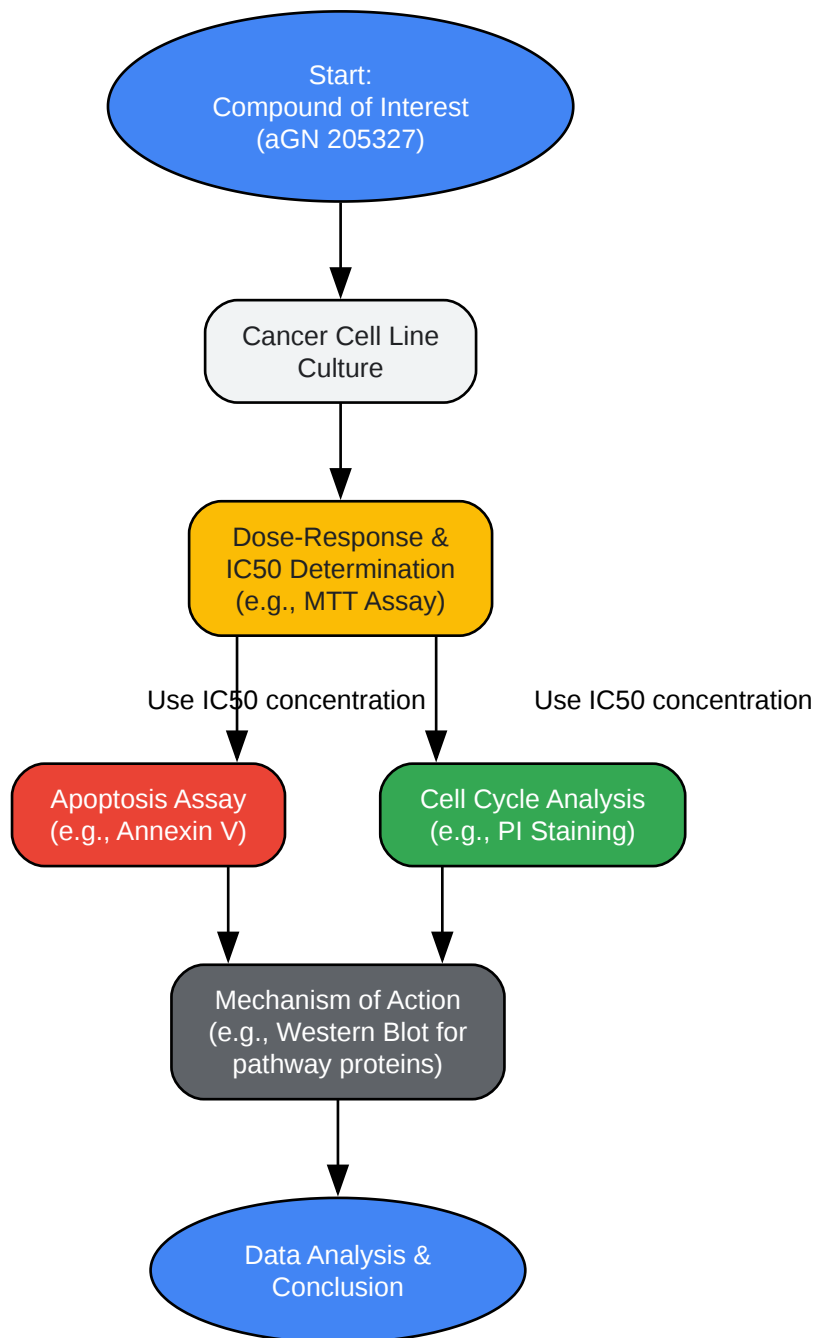 Start:
Compound of Interest
(aGN 205327)
Cancer Cell Line
Culture
Dose-Response &
IC50 Determination
(e.g., MTT Assay)
Use IC50 concentration
Use IC50 concentration
Apoptosis Assay
(e.g., Annexin V)
Cell Cycle Analysis
(e.g., PI Staining)
Mechanism of Action
(e.g., Western Blot for
pathway proteins)
Data Analysis &
Conclusion